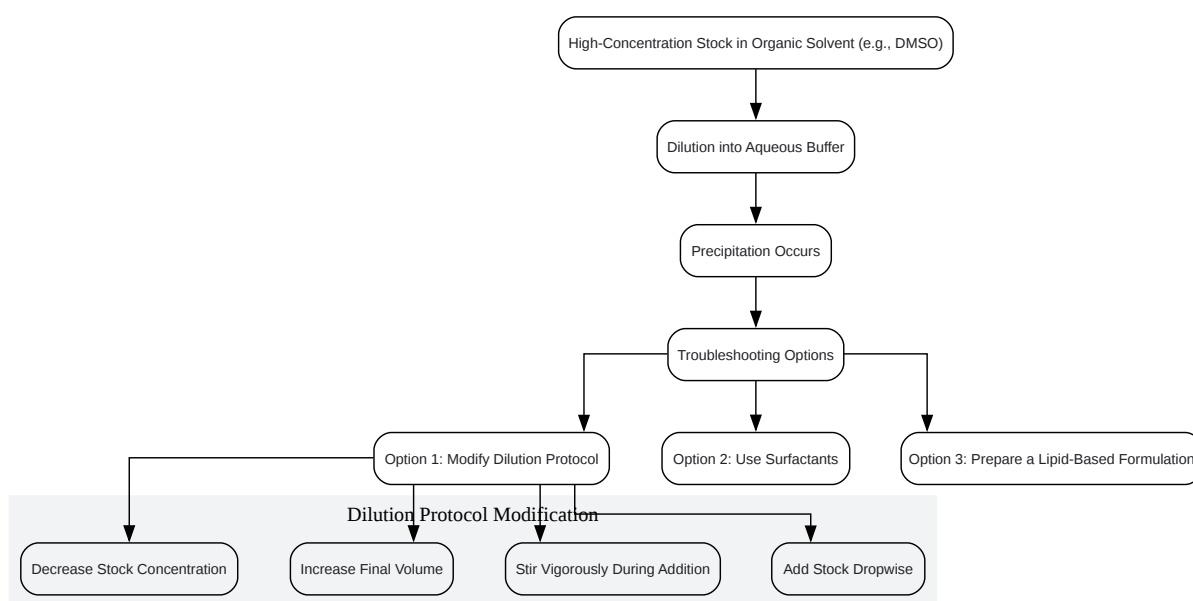 High-Concentration Stock in Organic Solvent (e.g., DMSO)
Dilution into Aqueous Buffer
Precipitation Occurs
Troubleshooting Options
Option 1: Modify Dilution Protocol
Option 2: Use Surfactants
Option 3: Prepare a Lipid-Based Formulation
Dilution Protocol Modification
Decrease Stock Concentration
Increase Final Volume
Stir Vigorously During Addition
Add Stock Dropwise